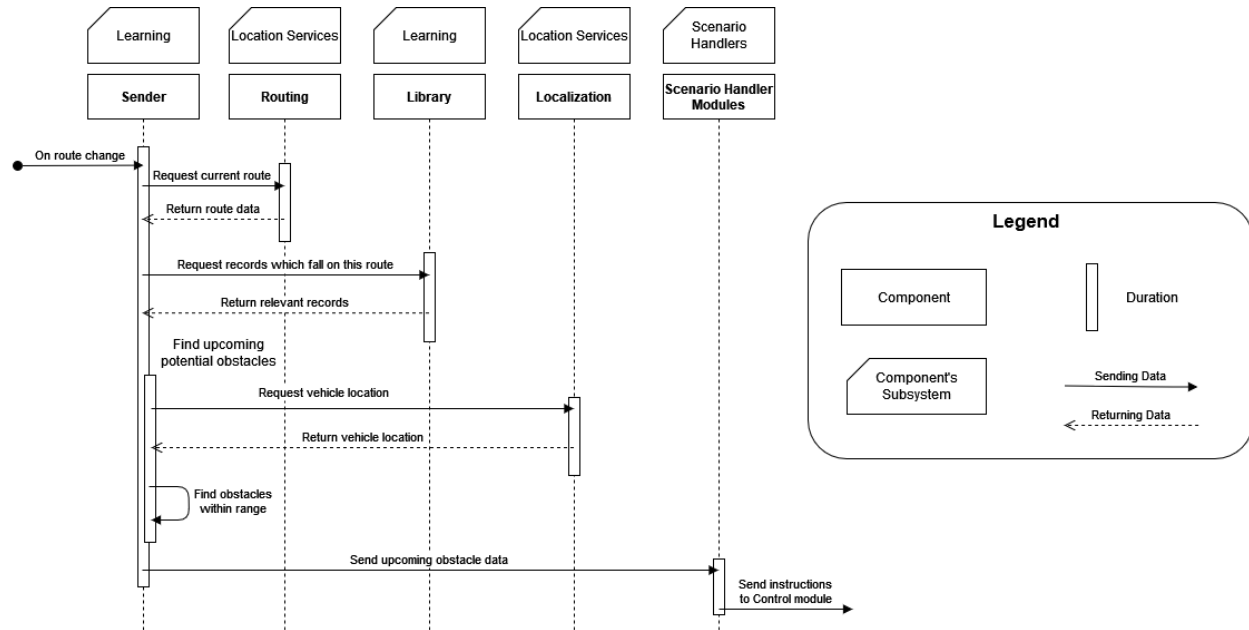 Learning
Location Services
Learning
Location Services
Scenario
Handlers
Sender
Routing
Library
Localization
Scenario Handler
Modules
On route change
Request current route
Return route data
Request records which fall on this route
Return relevant records
Find upcoming
potential obstacles
Request vehicle location
Return vehicle location
Find obstacles
within range
Send upcoming obstacle data
Send instructions
to Control module
Legend
Component
Duration
Component's
Subsystem
Sending Data
Returning Data